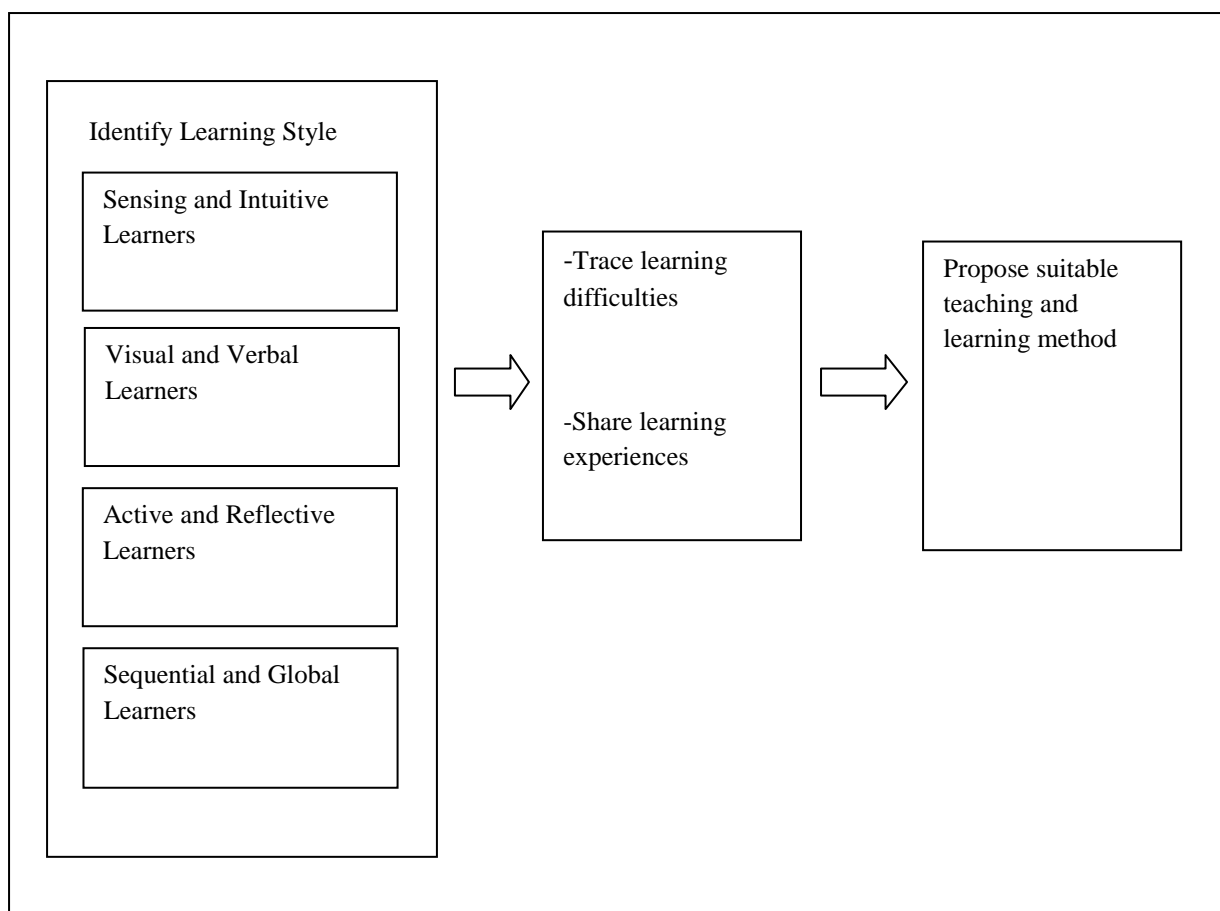 Identify Learning Style
Sensing and Intuitive
Learners
Visual and Verbal
Learners
Active and Reflective
Learners
Sequential and Global
Learners
-Trace learning
difficulties
-Share learning
experiences
Propose suitable
teaching and
learning method